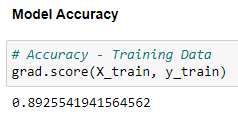 Model Accuracy
# Accuracy - Training Data
grad.score(X_train, y_train)
0.8925541941564562